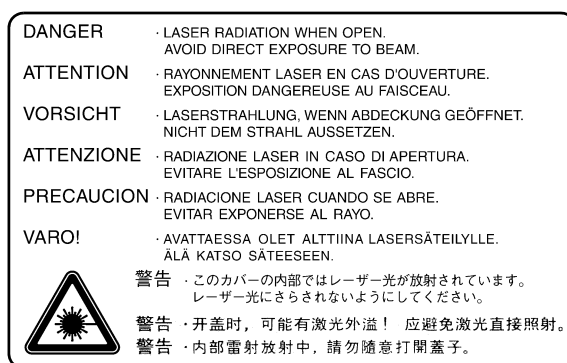 DANGER · LASER RADIATION WHEN OPEN.
AVOID DIRECT EXPOSURE TO BEAM.
ATTENTION · RAYONNEMENT LASER EN CAS D'OUVERTURE.
EXPOSITION DANGEREUSE AU FAISCEAU.
VORSICHT · LASERSTRAHLUNG, WENN ABDECKUNG GEÖFFNET.
NICHT DEM STRAHL AUSSETZEN.
ATTENZIONE · RADIAZIONE LASER IN CASO DI APERTURA.
EVITARE L'ESPOSIZIONE AL FASCIO.
PRECAUCION · RADIACIONE LASER CUANDO SE ABRE.
EVITAR EXPONERSE AL RAYO.
VARO! · AVATTAESSA OLET ALTTIINA LASERSÄTEILYLLE.
ÄLÄ KATSO SÄTEESEEN.
警告 · このカバーの内部ではレーザー光が放射されています。
レーザー光にさらされないようにしてください。
警告 · 开盖时，可能有激光外溢！ 应避免激光直接照射。
警告 · 内部雷射放射中，請勿隨意打開蓋子。